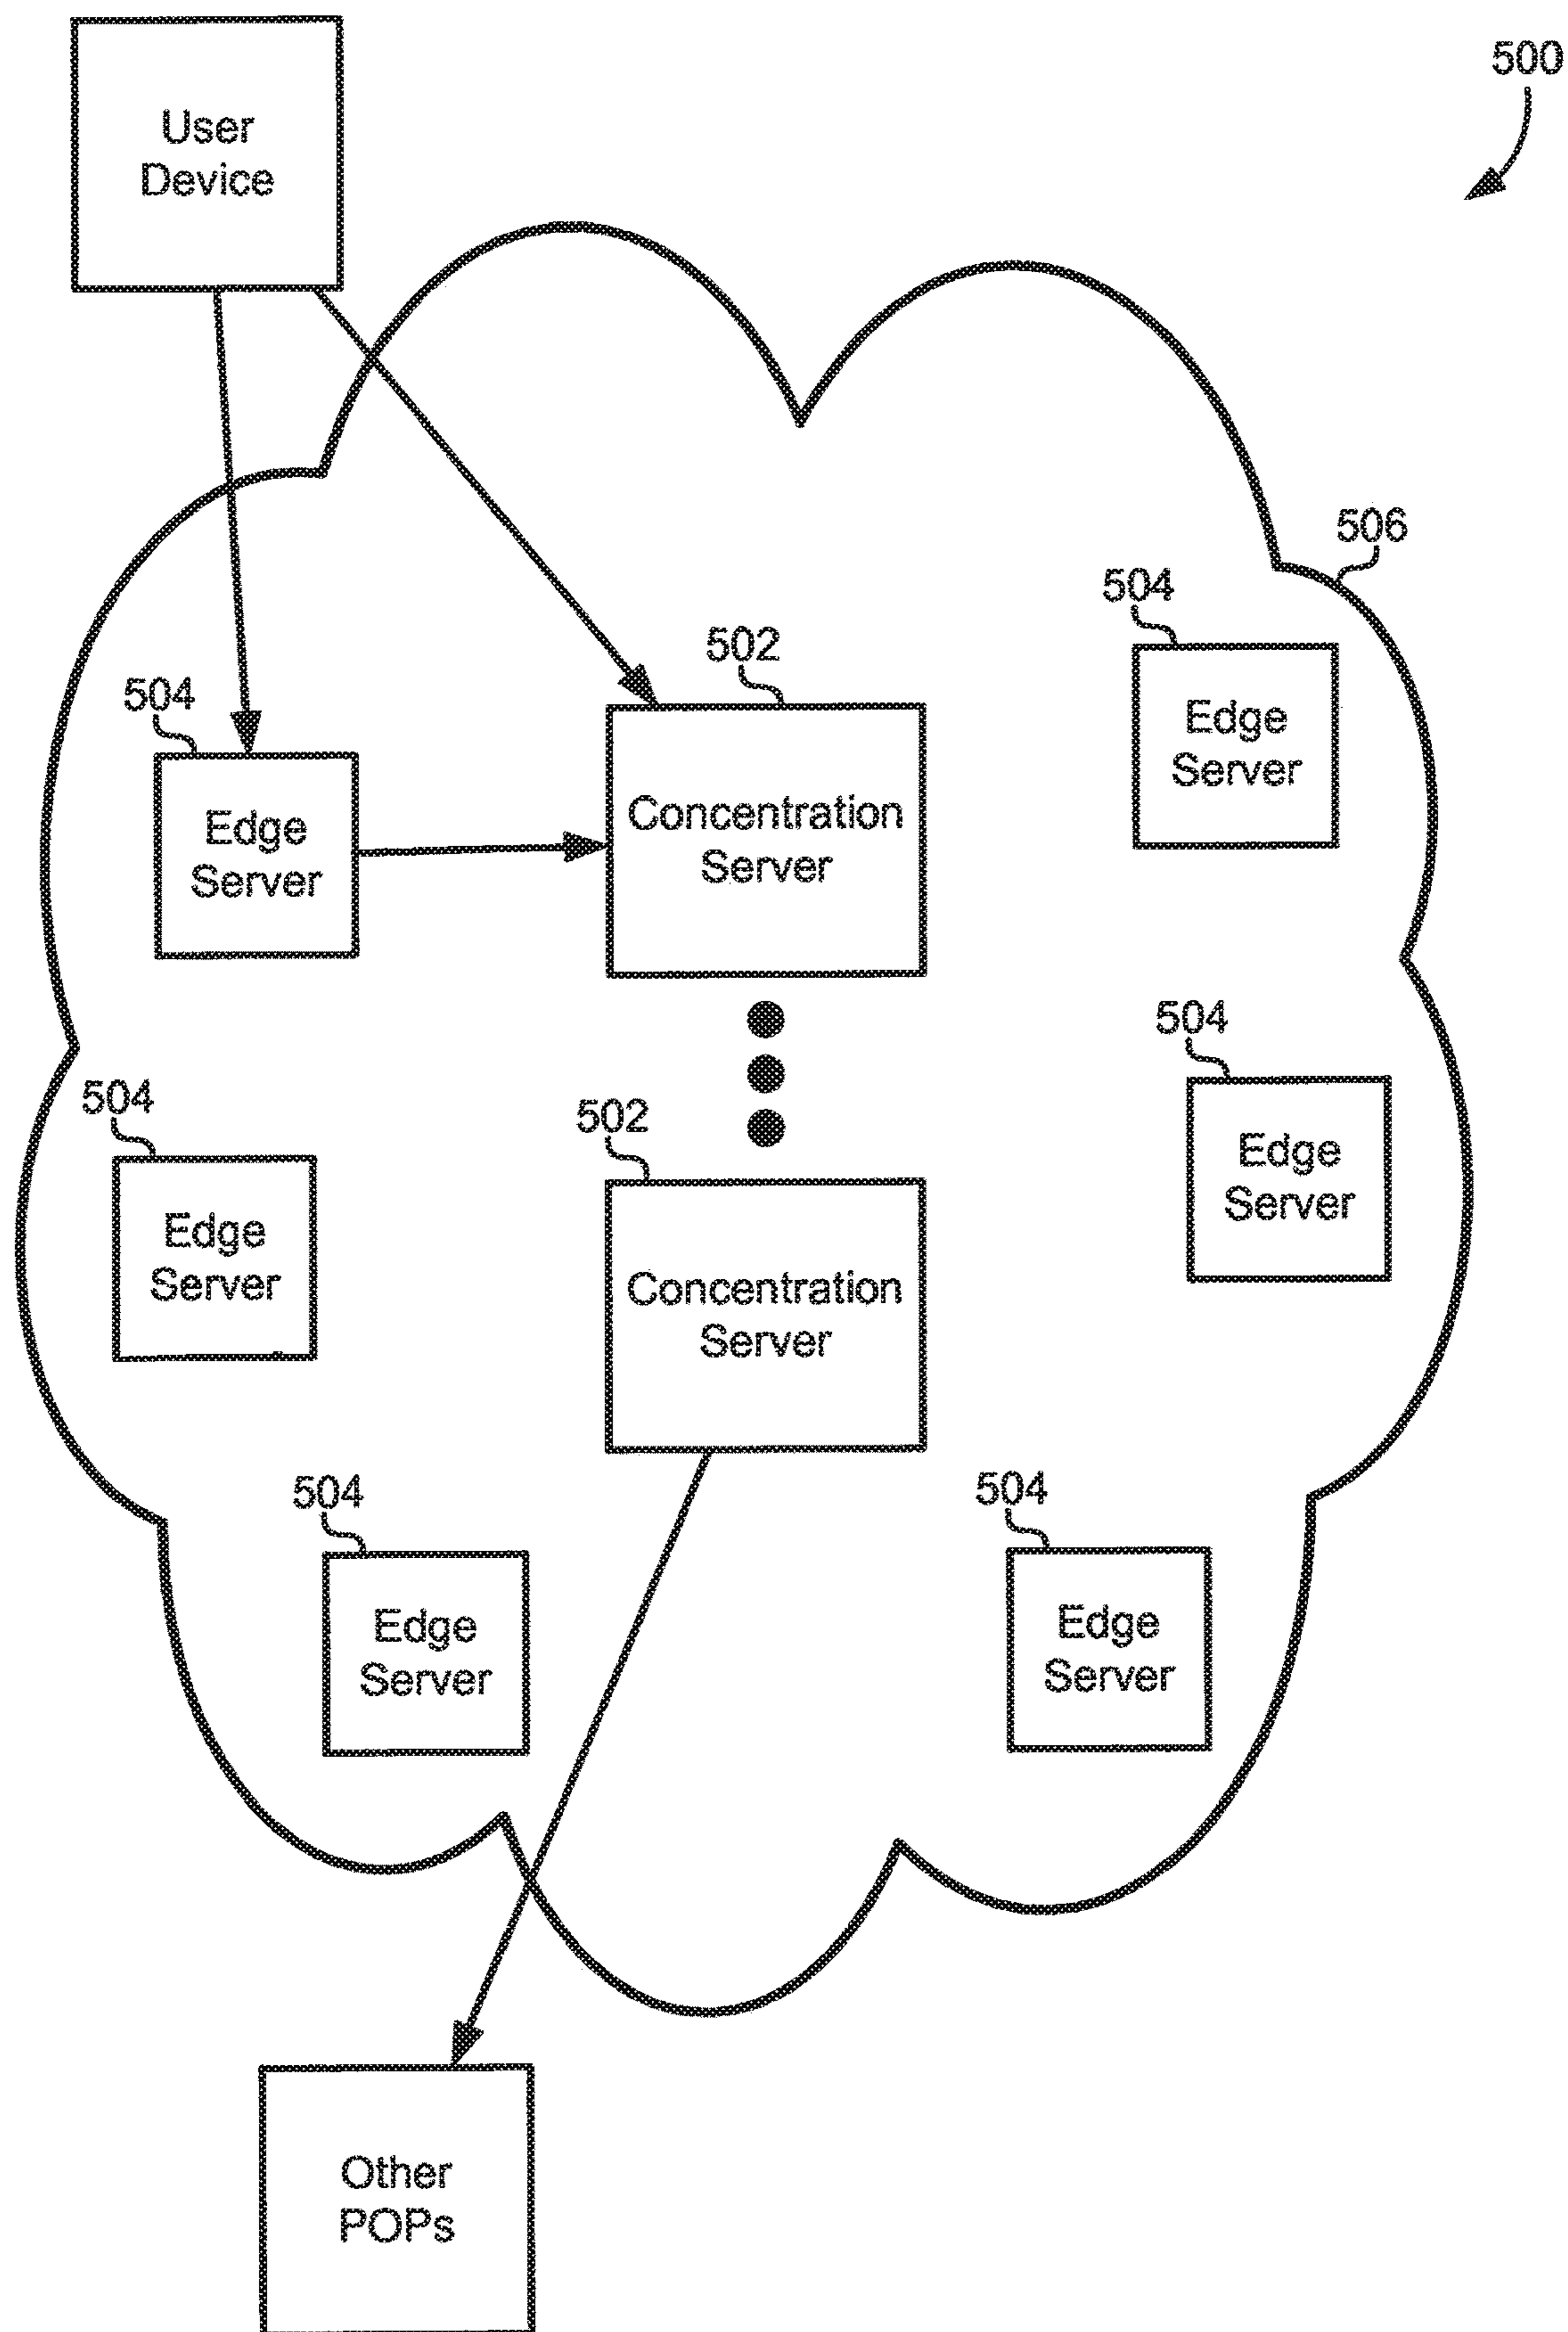 500
User
Device
506
504
502
504
Edge
Server
Edge
Server
Concentration
Server
504
504
502
Edge
Server
Edge
Server
Concentration
Server
504
504
Edge
Server
Edge
Server
Other
POPs